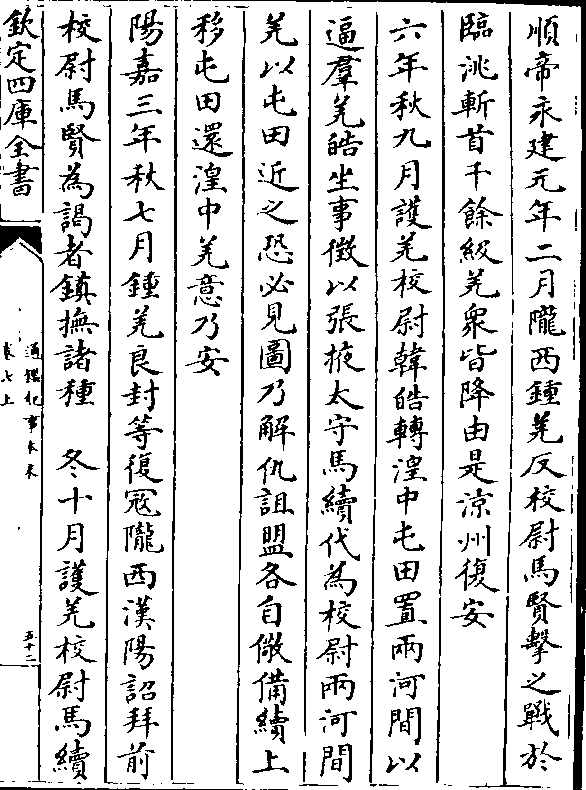 順帝永建元年二月隴西鍾羌反校尉馬賢擊之戰於
臨洮斬首千餘級羌衆皆降由是涼州復安
六年秋九月護羌校尉韓皓轉湟中屯田置兩河間以
逼羣羌皓坐事徵以張掖太守馬續代為校尉兩河間
羌以屯田近之恐必見圖乃解仇詛盟各自儆備續上
移屯田還湟中羌意乃安
陽嘉三年秋七月鍾羌良封等復寇隴西漢陽詔拜前
校尉馬賢為謁者鎮撫諸種　冬十月護羌校尉馬續
欽定四庫全書
通鑑紀事本末
卷七上
五十二